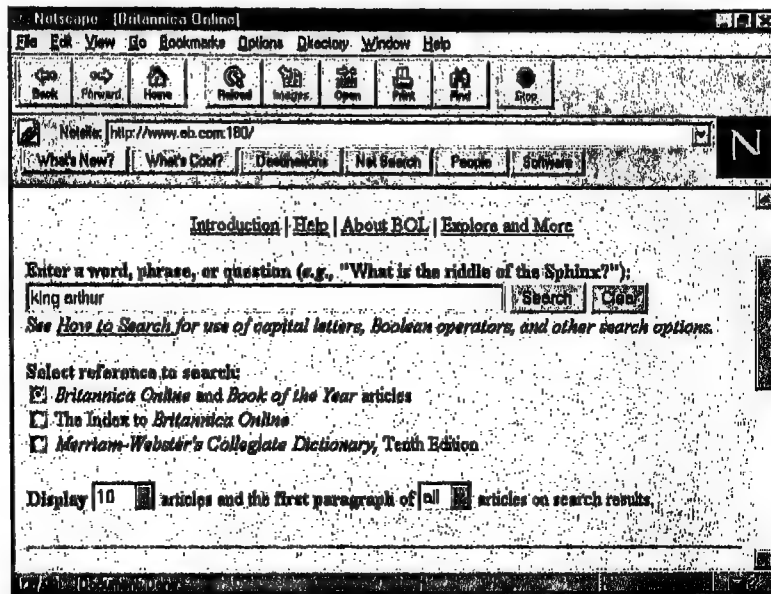 Netscape - [Britannica Online]
File Edit View Go Bookmarks Options Directory Window Help
Back Forward Home Reload Images Open Print Find Stop
Netsite: http://www.eb.com:180/
What's New? What's Cool? Destinations Net Search People Software
N
Introduction | Help | About BOL | Explore and More
Enter a word, phrase, or question (e.g., "What is the riddle of the Sphinx?"):
king arthur Search Clear
See How to Search for use of capital letters, Boolean operators, and other search options.
Select reference to search:
Britannica Online and Book of the Year articles
The Index to Britannica Online
Merriam-Webster's Collegiate Dictionary, Tenth Edition
Display 10 articles and the first paragraph of all articles on search results.
Document: Done